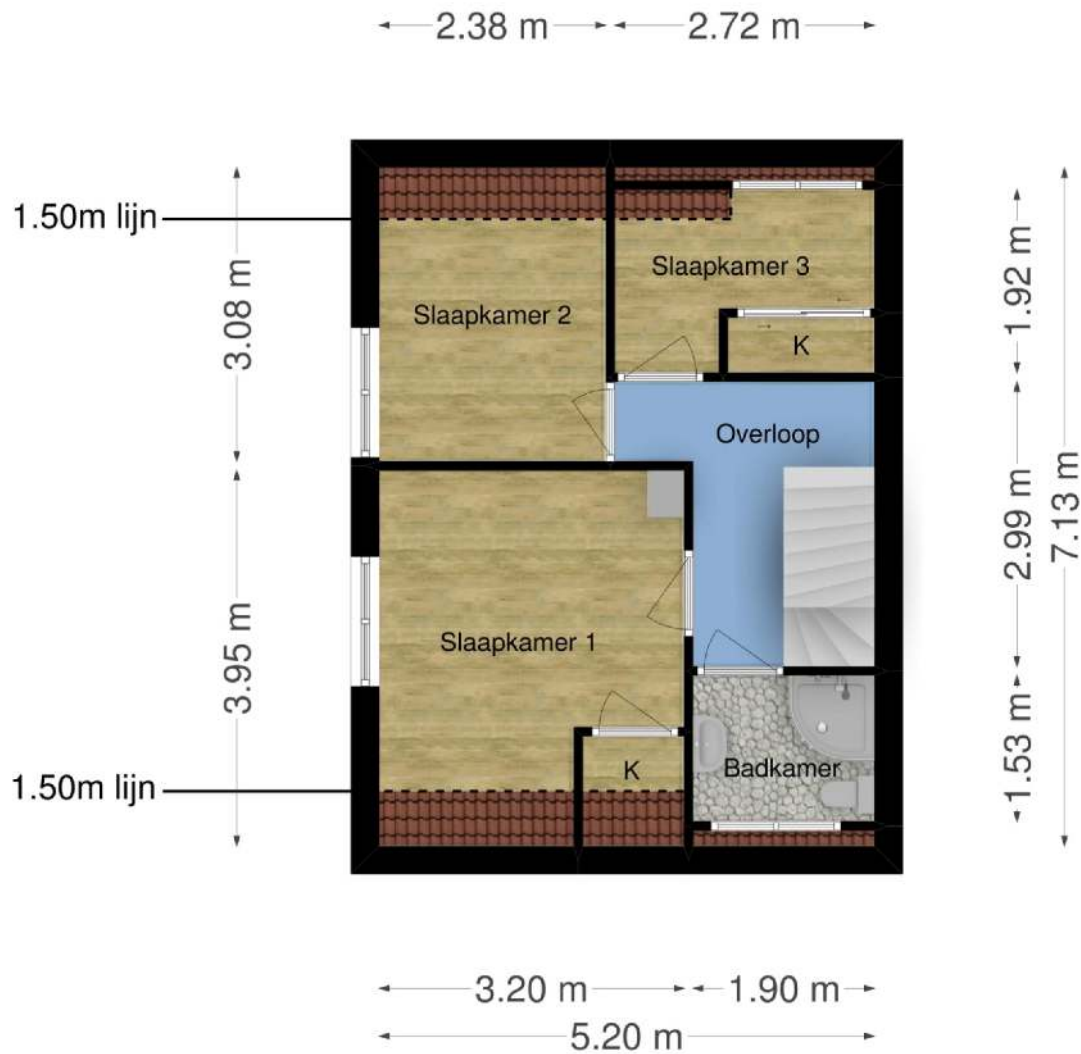 2.38 m
2.72 m
1.50m lijn
3.08 m
Slaapkamer 2
Slaapkamer 3
K
1.92 m
Overloop
2.99 m
7.13 m
3.95 m
Slaapkamer 1
K
Badkamer
1.53 m
1.50m lijn
3.20 m
1.90 m
5.20 m